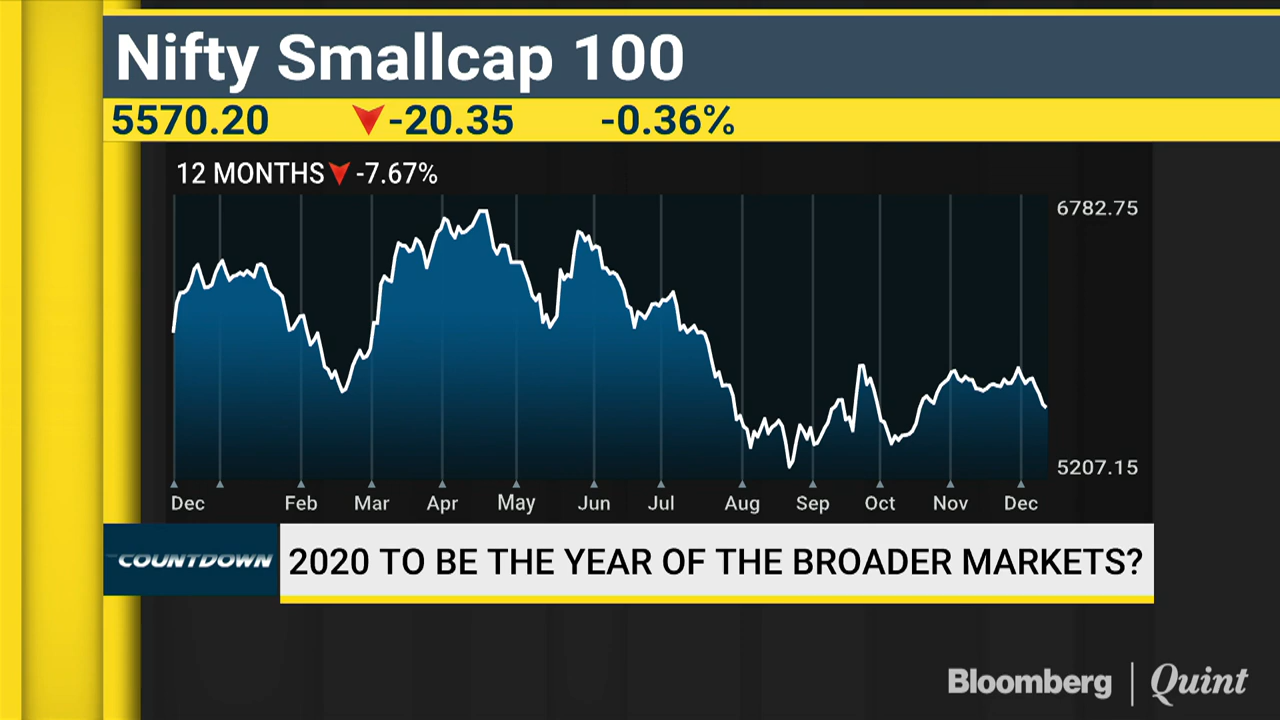 Nifty Smallcap 100
5570.20 -20.35 -0.36%
12 MONTHS -7.67%
6782.75
5207.15
Dec Feb Mar Apr May Jun Jul Aug Sep Oct Nov Dec
COUNTDOWN 2020 TO BE THE YEAR OF THE BROADER MARKETS?
Bloomberg | Quint